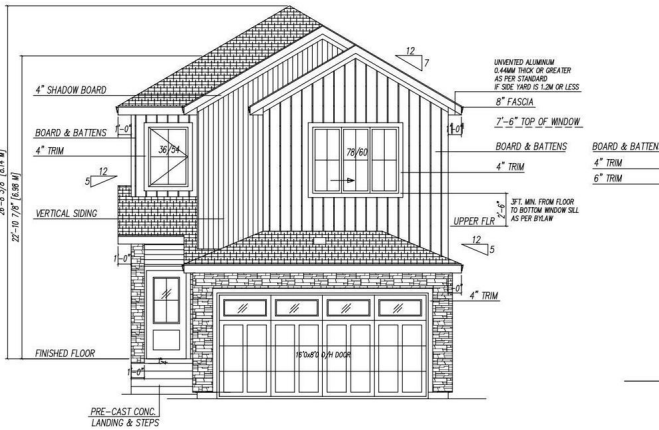 12
7
UNVENTED ALUMINUM
0.44MM THICK OR GREATER
AS PER STANDARD
IF SIDE YARD IS 1.2M OR LESS
4" SHADOW BOARD
8" FASCIA
1'-0"
1'-0"
7'-6" TOP OF WINDOW
BOARD & BATTENS
36/54
78/60
BOARD & BATTENS
BOARD & BATTENS
4" TRIM
4" TRIM
4" TRIM
12
5
6" TRIM
22'-10 7/8" [6.98 M]
2'-6"
3FT. MIN. FROM FLOOR
TO BOTTOM WINDOW SILL
AS PER BYLAW
VERTICAL SIDING
UPPER FLR
12
5
1'-0"
1'-0"
4" TRIM
FINISHED FLOOR
16'0x8'0 O/H DOOR
1'-0"
PRE-CAST CONC.
LANDING & STEPS